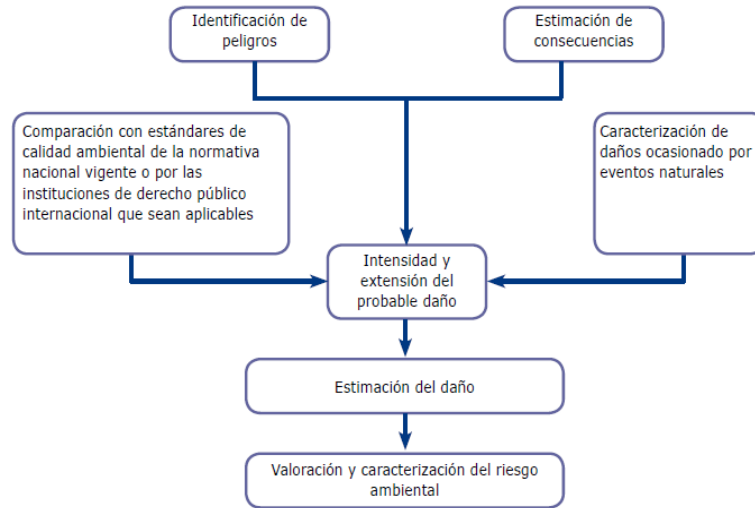 Identificación de
peligros
Estimación de
consecuencias
Comparación con estándares de
calidad ambiental de la normativa
nacional vigente o por las
instituciones de derecho público
internacional que sean aplicables
Caracterización de
daños ocasionado por
eventos naturales
Intensidad y
extensión del
probable daño
Estimación del daño
Valoración y caracterización del riesgo
ambiental